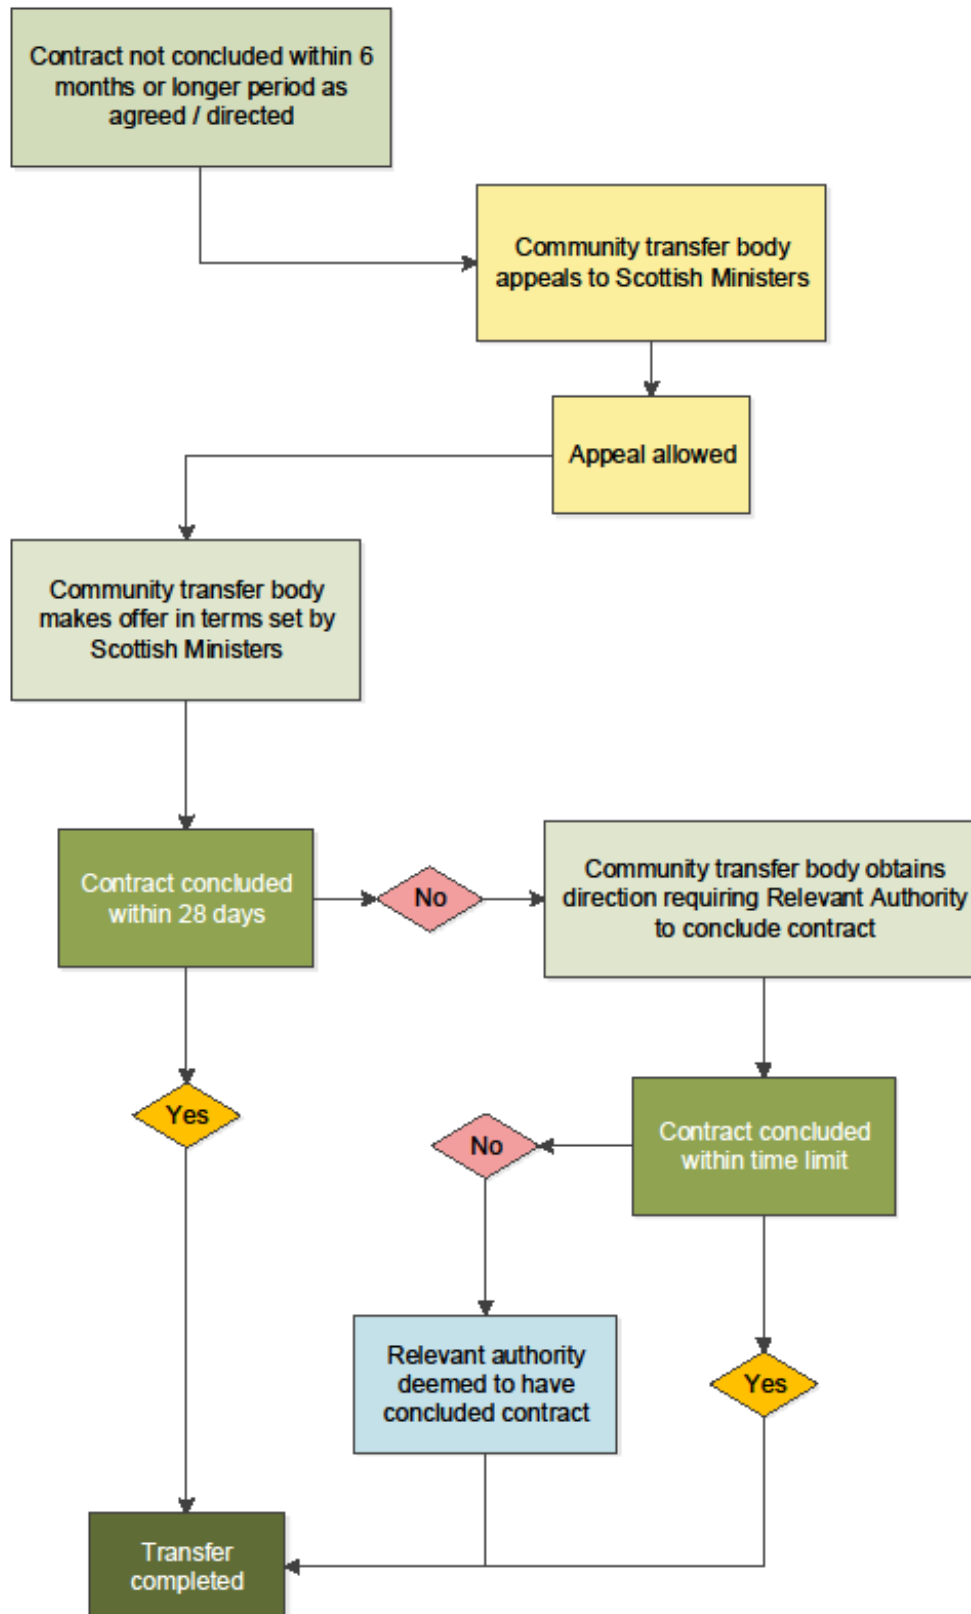 Contract not concluded within 6
months or longer period as
agreed / directed
Community transfer body
appeals to Scottish Ministers
Appeal allowed
Community transfer body
makes offer in terms set by
Scottish Ministers
Contract concluded
within 28 days
No
Community transfer body obtains
direction requiring Relevant Authority
to conclude contract
Yes
No
Contract concluded
within time limit
Relevant authority
deemed to have
concluded contract
Yes
Transfer
completed